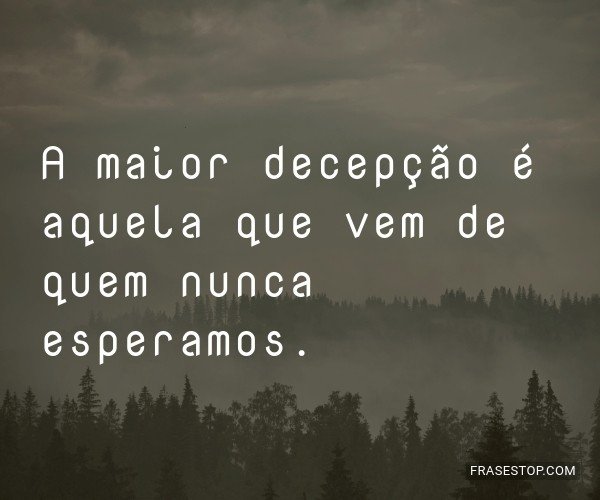 A maior decepção é
aquela que vem de
quem nunca
esperamos.
FRASESTOP.COM